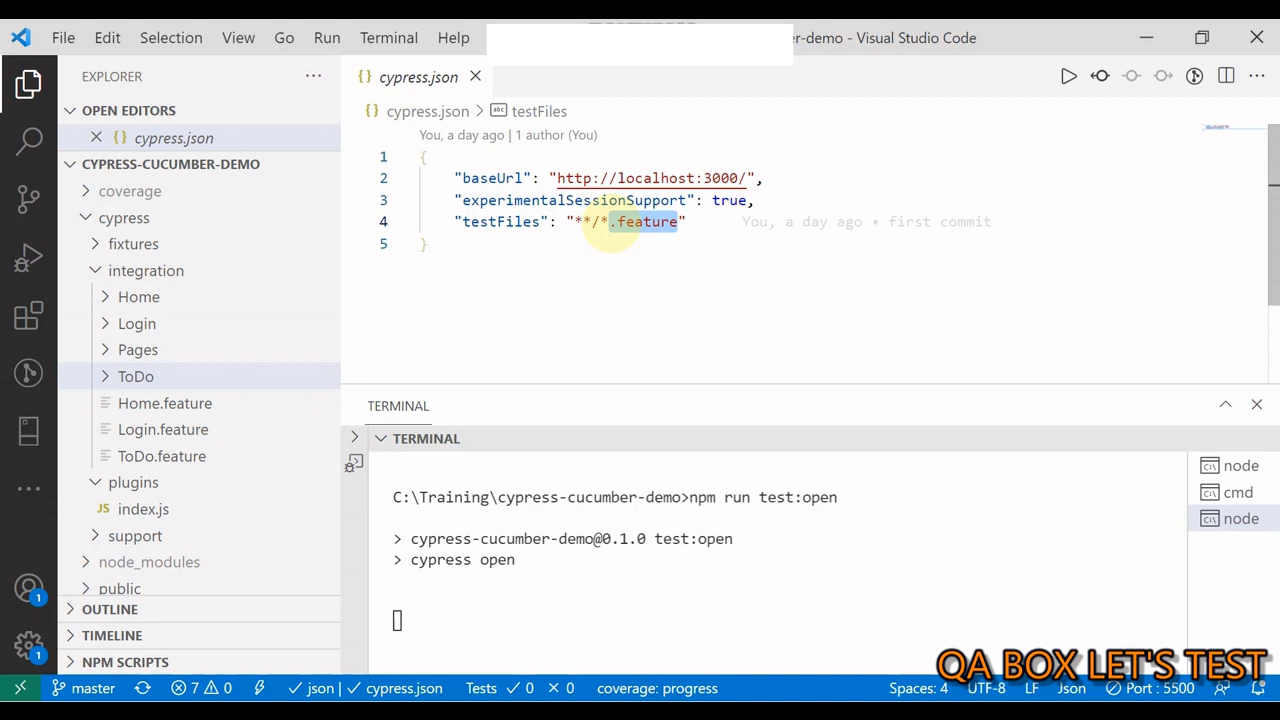 File Edit Selection View Go Run Terminal Help
er-demo - Visual Studio Code
EXPLORER
OPEN EDITORS
cypress.json
CYPRESS-CUCUMBER-DEMO
coverage
cypress
fixtures
integration
Home
Login
Pages
ToDo
Home.feature
Login.feature
ToDo.feature
plugins
JS index.js
support
node_modules
public
OUTLINE
TIMELINE
NPM SCRIPTS
{} cypress.json
{} cypress.json > abc testFiles
You, a day ago | 1 author (You)
1 {
2 "baseUrl": "http://localhost:3000/",
3 "experimentalSessionSupport": true,
4 "testFiles": "**/*.feature" You, a day ago • first commit
5 }
TERMINAL
TERMINAL
C:\Training\cypress-cucumber-demo>npm run test:open
> cypress-cucumber-demo@0.1.0 test:open
> cypress open
node
cmd
node
1
1
QA BOX LET'S TEST
master 7 0 json | cypress.json Tests 0 0 coverage: progress Spaces: 4 UTF-8 LF Json Port : 5500